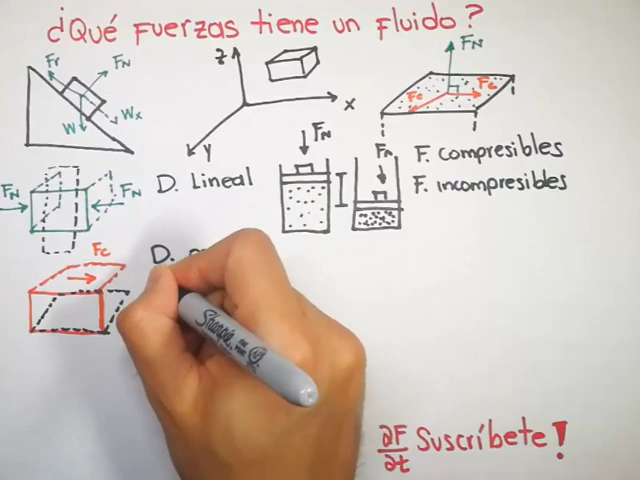 ¿Qué Fuerzas tiene un Fluido?
Fr
FN
W
Wx
Z
X
Y
FN
Fc
Fc
FN
FN
D. Lineal
FN
Fn
F. compresibles
F. incompresibles
Fc
D.
Sharpie
∂F/∂t Suscríbete!